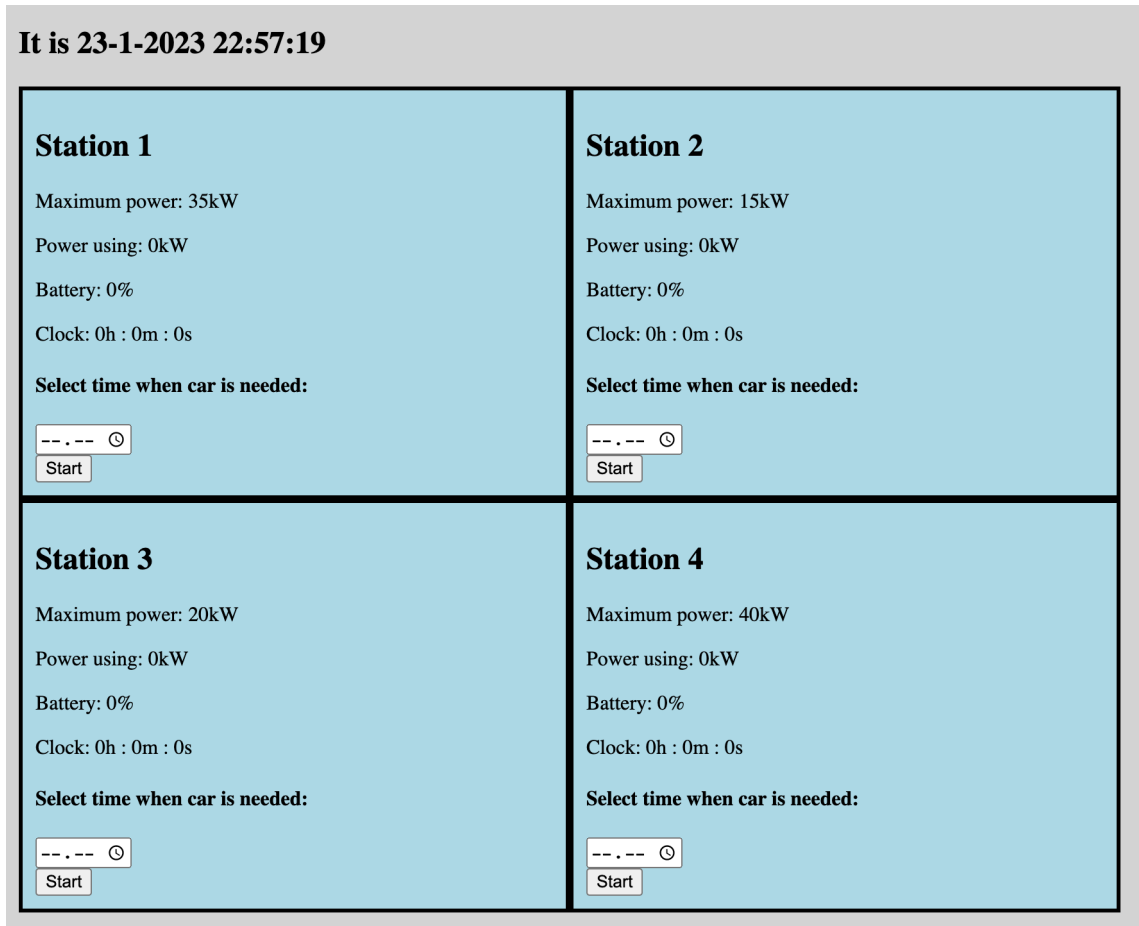 It is 23-1-2023 22:57:19
Station 1
Maximum power: 35kW
Power using: 0kW
Battery: 0%
Clock: 0h : 0m : 0s
Select time when car is needed:
--.--
Start
Station 2
Maximum power: 15kW
Power using: 0kW
Battery: 0%
Clock: 0h : 0m : 0s
Select time when car is needed:
--.--
Start
Station 3
Maximum power: 20kW
Power using: 0kW
Battery: 0%
Clock: 0h : 0m : 0s
Select time when car is needed:
--.--
Start
Station 4
Maximum power: 40kW
Power using: 0kW
Battery: 0%
Clock: 0h : 0m : 0s
Select time when car is needed:
--.--
Start